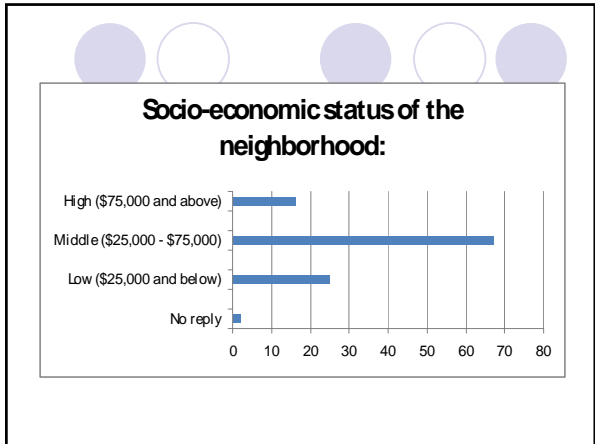 Socio-economic status of the
neighborhood:
High ($75,000 and above)
Middle ($25,000 - $75,000)
Low ($25,000 and below)
No reply
0 10 20 30 40 50 60 70 80